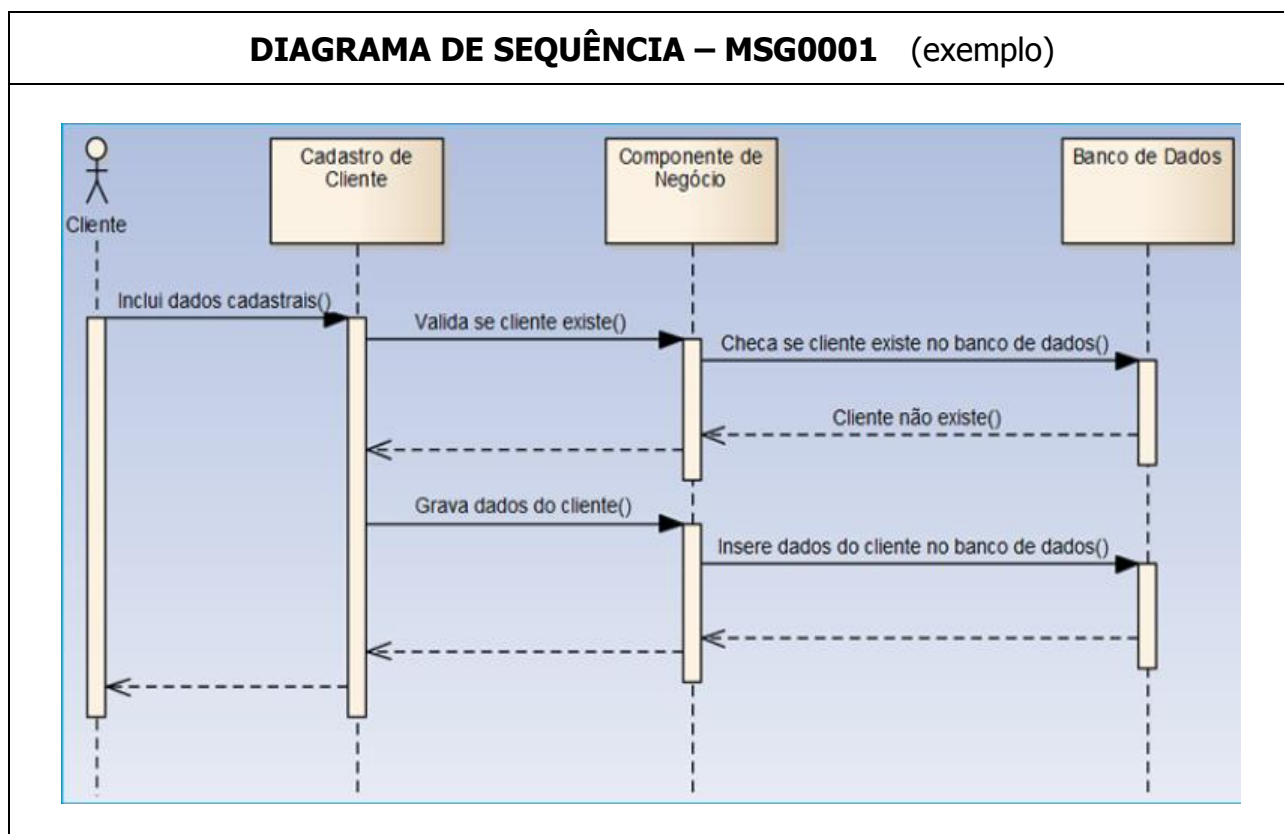 DIAGRAMA DE SEQUÊNCIA – MSG0001 (exemplo)
Cliente
Cadastro de
Cliente
Componente de
Negócio
Banco de Dados
Inclui dados cadastrais()
Valida se cliente existe()
Checa se cliente existe no banco de dados()
Cliente não existe()
Grava dados do cliente()
Insere dados do cliente no banco de dados()